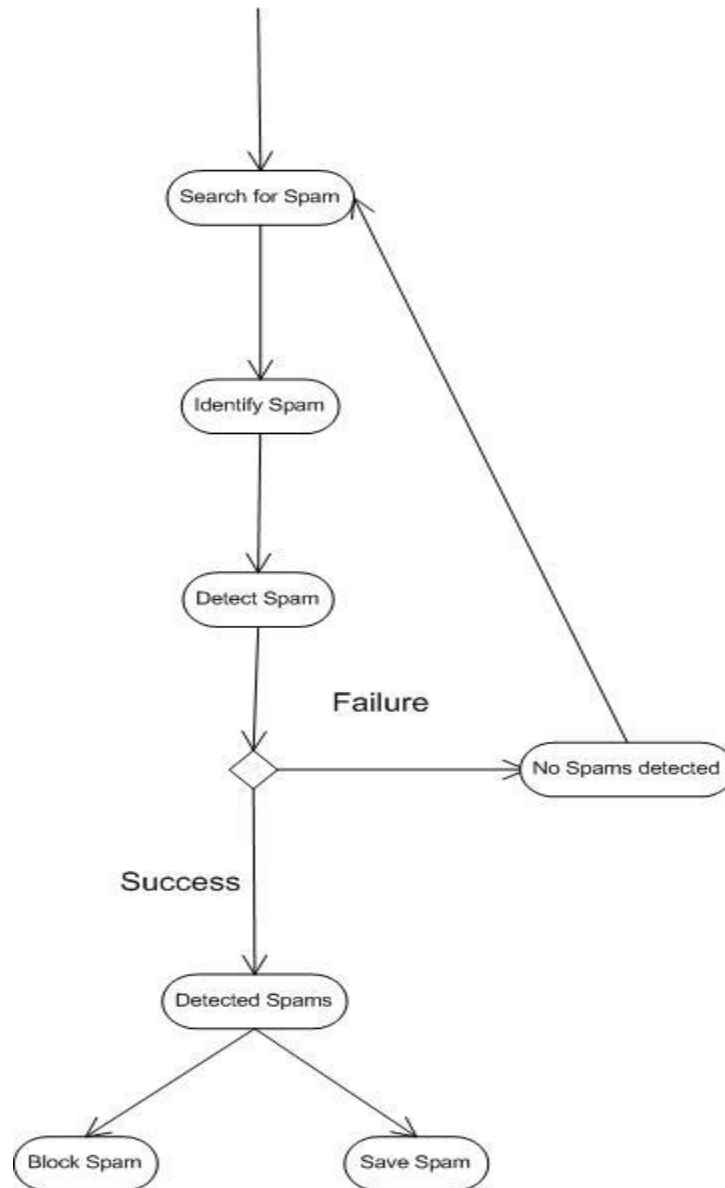 Search for Spam
Identify Spam
Detect Spam
Failure
No Spams detected
Success
Detected Spams
Block Spam
Save Spam